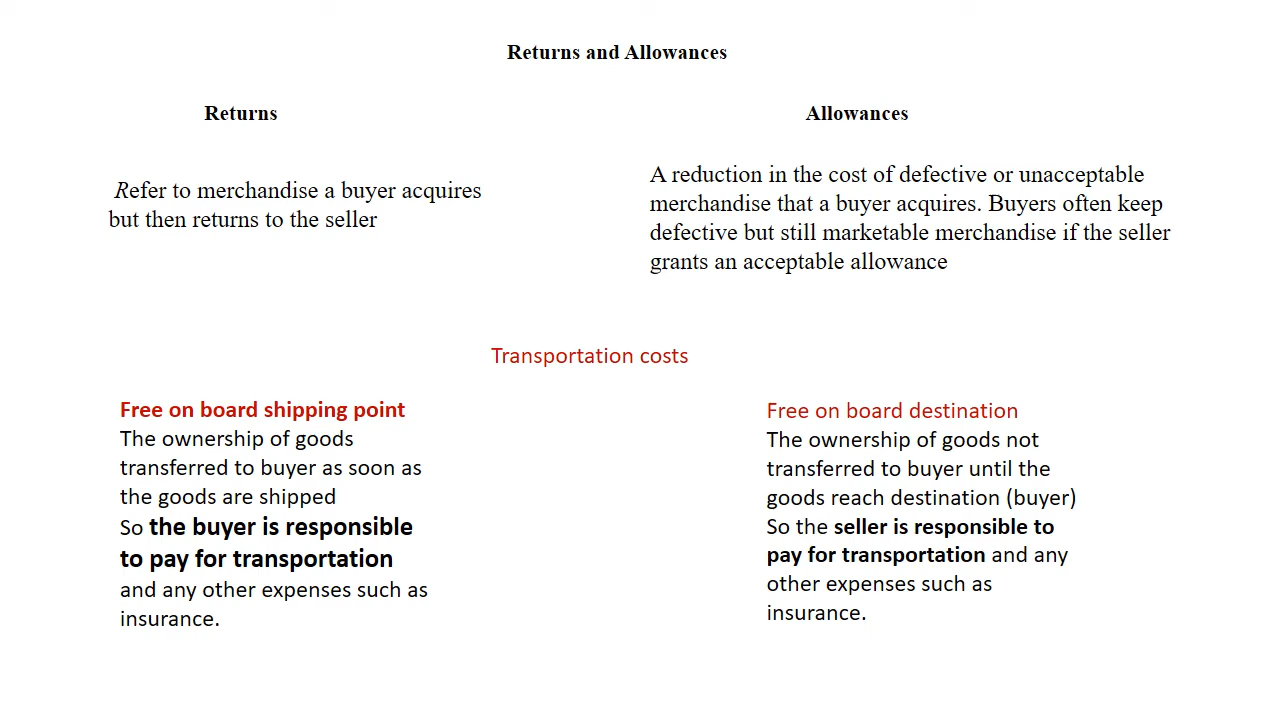 Returns and Allowances
Returns
Refer to merchandise a buyer acquires
but then returns to the seller
Allowances
A reduction in the cost of defective or unacceptable
merchandise that a buyer acquires. Buyers often keep
defective but still marketable merchandise if the seller
grants an acceptable allowance
Transportation costs
Free on board shipping point
The ownership of goods
transferred to buyer as soon as
the goods are shipped
So the buyer is responsible
to pay for transportation
and any other expenses such as
insurance.
Free on board destination
The ownership of goods not
transferred to buyer until the
goods reach destination (buyer)
So the seller is responsible to
pay for transportation and any
other expenses such as
insurance.